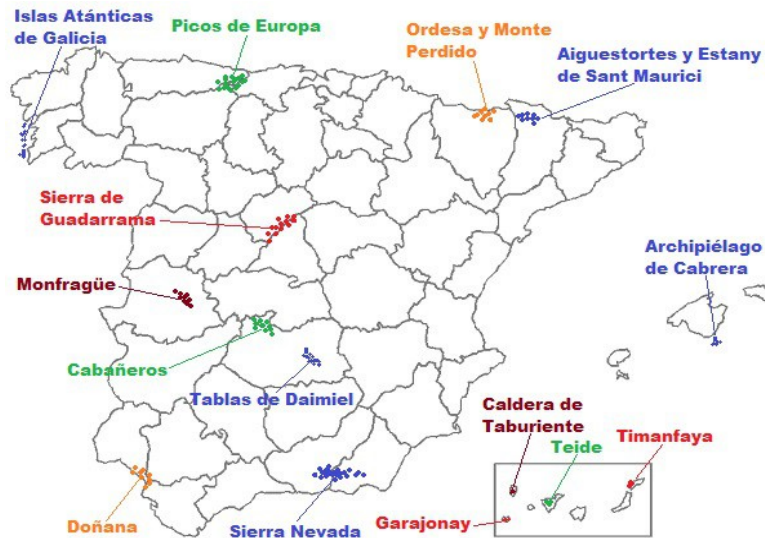 Islas Atánticas
de Galicia
Picos de Europa
Ordesa y Monte
Perdido
Aiguestortes y Estany
de Sant Maurici
Sierra de
Guadarrama
Archipiélago
de Cabrera
Monfragüe
Cabañeros
Tablas de Daimiel
Caldera de
Taburiente
Teide
Timanfaya
Doñana
Sierra Nevada
Garajonay